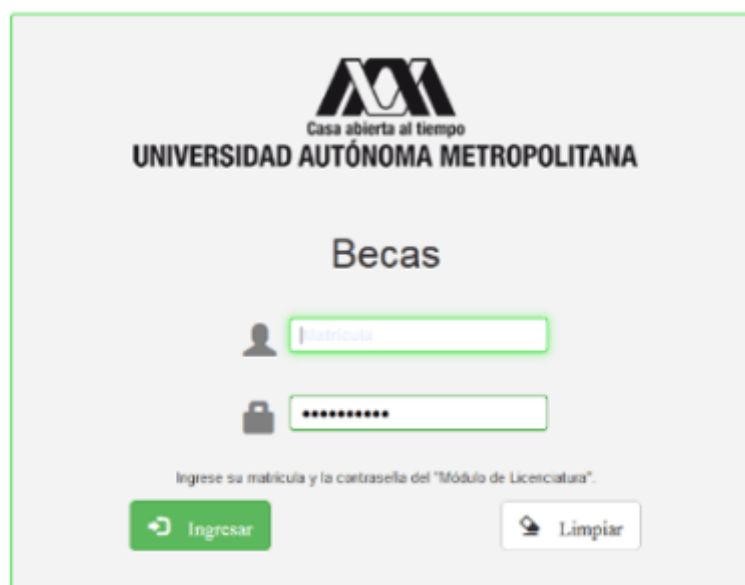 Casa abierta al tiempo
UNIVERSIDAD AUTÓNOMA METROPOLITANA
Becas
Matrícula
••••••••••
Ingrese su matrícula y la contraseña del "Módulo de Licenciatura".
Ingresar
Limpiar